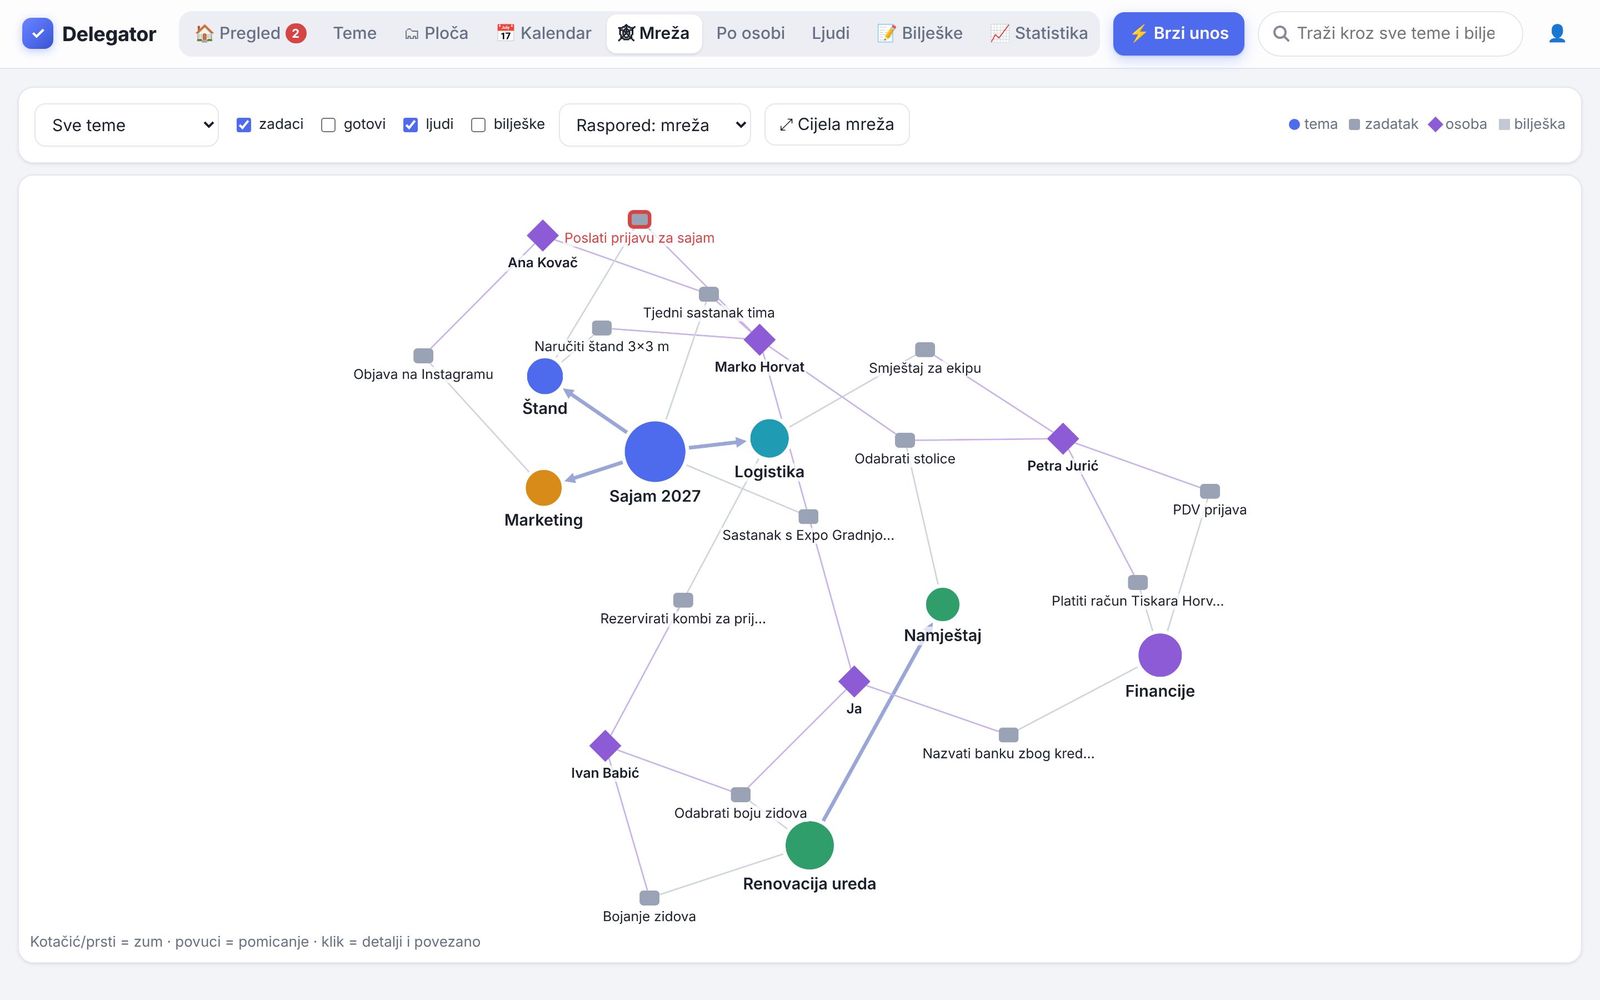 Delegator
🏠 Pregled 2
Teme
🗂 Ploča
📅 Kalendar
🕸 Mreža
Po osobi
Ljudi
📝 Bilješke
📈 Statistika
⚡ Brzi unos
Traži kroz sve teme i bilje
Sve teme
zadaci
gotovi
ljudi
bilješke
Raspored: mreža
⤢ Cijela mreža
tema
zadatak
osoba
bilješka
Poslati prijavu za sajam
Ana Kovač
Tjedni sastanak tima
Naručiti štand 3×3 m
Marko Horvat
Smještaj za ekipu
Objava na Instagramu
Štand
Odabrati stolice
Petra Jurić
Logistika
Sajam 2027
PDV prijava
Marketing
Sastanak s Expo Gradnjo...
Platiti račun Tiskara Horv...
Rezervirati kombi za prij...
Namještaj
Financije
Ja
Nazvati banku zbog kred...
Ivan Babić
Odabrati boju zidova
Renovacija ureda
Bojanje zidova
Kotačić/prsti = zum · povuci = pomicanje · klik = detalji i povezano